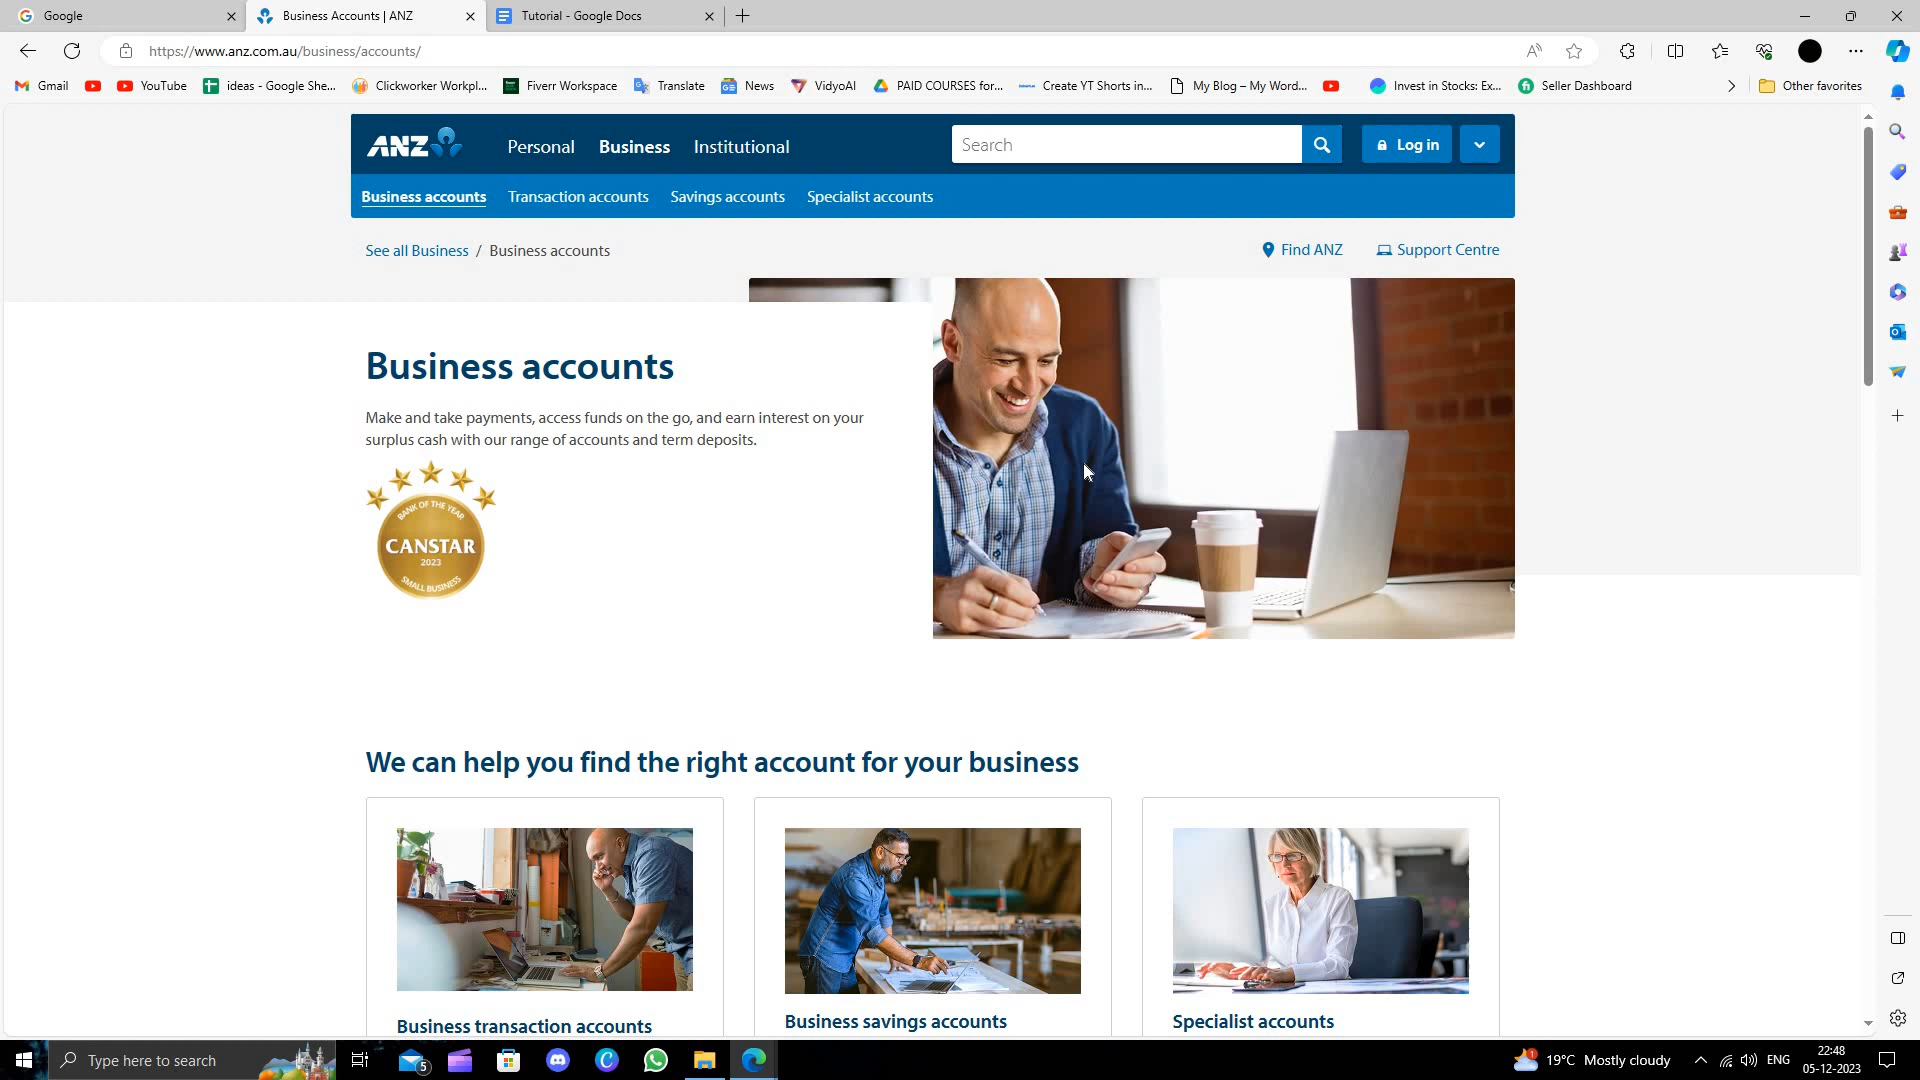 Google
Business Accounts | ANZ
Tutorial - Google Docs
https://www.anz.com.au/business/accounts/
Gmail
YouTube
ideas - Google She...
Clickworker Workpl...
Fiverr Workspace
Translate
News
VidyoAI
PAID COURSES for...
Create YT Shorts in...
My Blog – My Word...
Invest in Stocks: Ex...
Seller Dashboard
Other favorites
ANZ
Personal
Business
Institutional
Search
Log in
Business accounts
Transaction accounts
Savings accounts
Specialist accounts
See all Business / Business accounts
Find ANZ
Support Centre
Business accounts
Make and take payments, access funds on the go, and earn interest on your
surplus cash with our range of accounts and term deposits.
BANK OF THE YEAR
CANSTAR
2023
SMALL BUSINESS
We can help you find the right account for your business
Business transaction accounts
Business savings accounts
Specialist accounts
Type here to search
5
1
19°C Mostly cloudy
ENG
22:48
05-12-2023